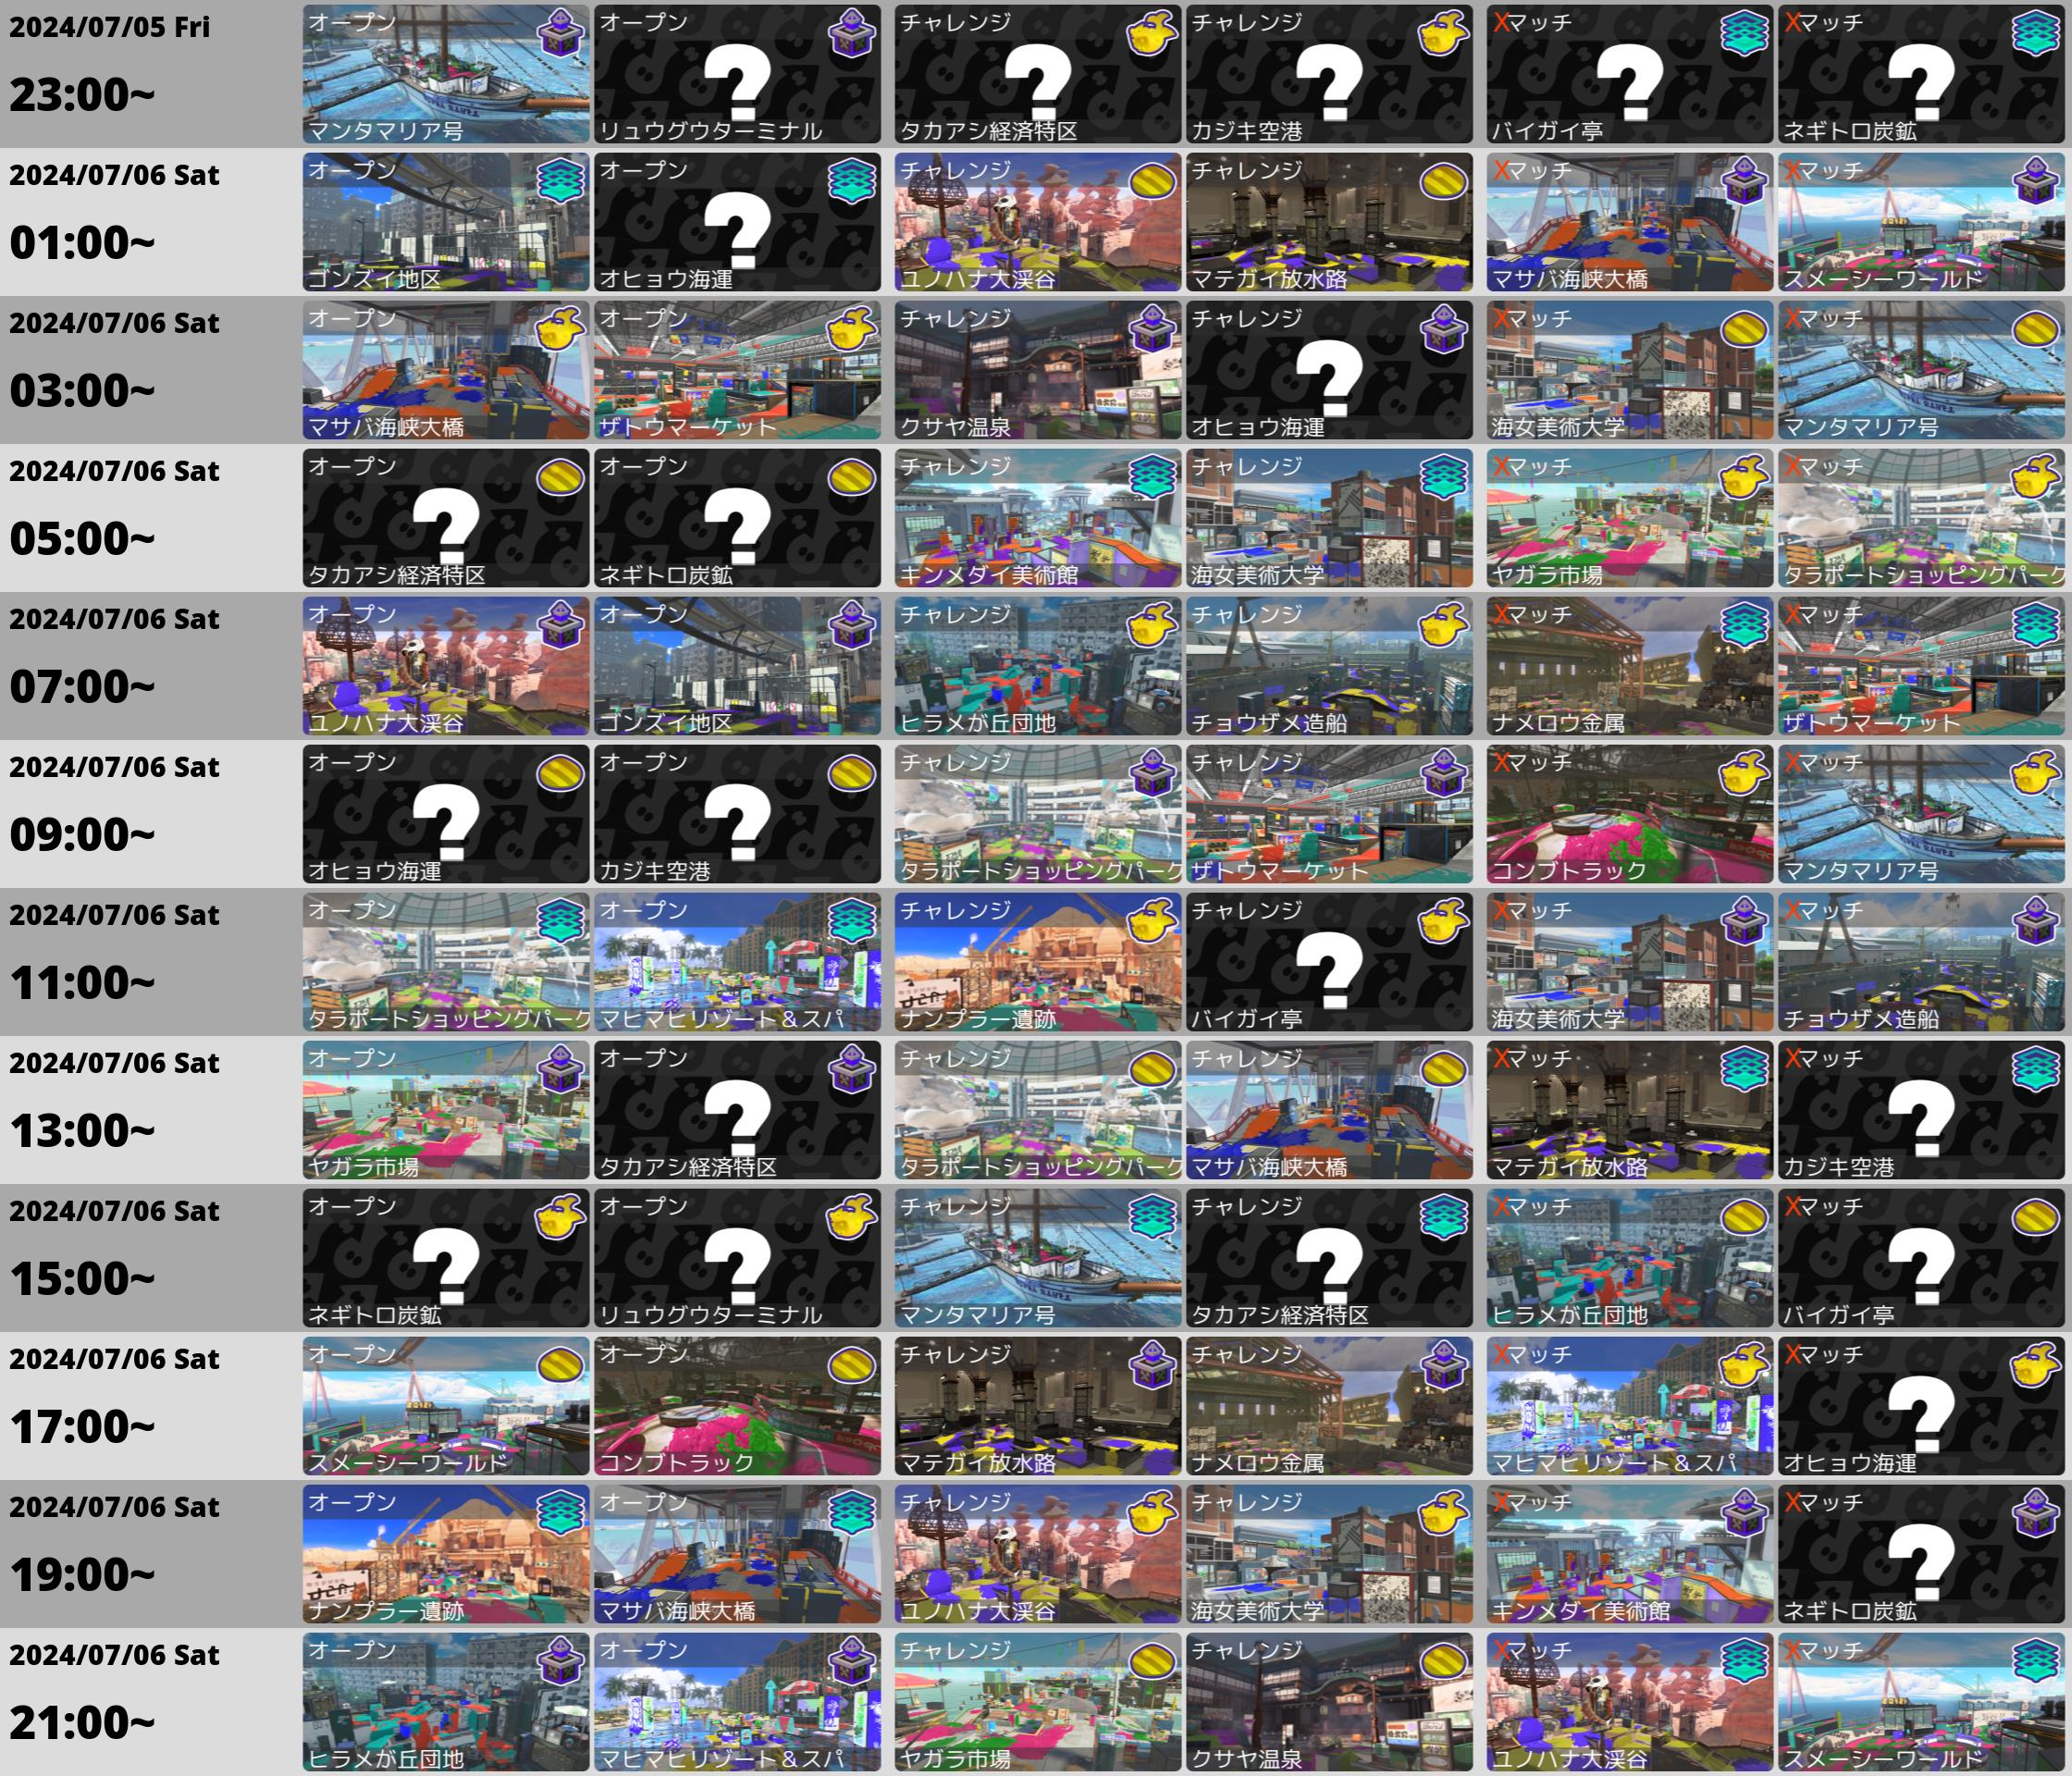 2024/07/05 Fri
23:00~
オープン
マンタマリア号
オープン
リュウグウターミナル
チャレンジ
タカアシ経済特区
チャレンジ
カジキ空港
Xマッチ
バイガイ亭
Xマッチ
ネギトロ炭鉱
2024/07/06 Sat
01:00~
オープン
ゴンズイ地区
オープン
オヒョウ海運
チャレンジ
ユノハナ大渓谷
チャレンジ
マテガイ放水路
Xマッチ
マサバ海峡大橋
Xマッチ
スメーシーワールド
2024/07/06 Sat
03:00~
オープン
マサバ海峡大橋
オープン
ザトウマーケット
チャレンジ
クサヤ温泉
チャレンジ
オヒョウ海運
Xマッチ
海女美術大学
Xマッチ
マンタマリア号
2024/07/06 Sat
05:00~
オープン
タカアシ経済特区
オープン
ネギトロ炭鉱
チャレンジ
キンメダイ美術館
チャレンジ
海女美術大学
Xマッチ
ヤガラ市場
Xマッチ
タラポートショッピングパーク
2024/07/06 Sat
07:00~
オープン
ユノハナ大渓谷
オープン
ゴンズイ地区
チャレンジ
ヒラメが丘団地
チャレンジ
チョウザメ造船
Xマッチ
ナメロウ金属
Xマッチ
ザトウマーケット
2024/07/06 Sat
09:00~
オープン
オヒョウ海運
オープン
カジキ空港
チャレンジ
タラポートショッピングパーク
チャレンジ
ザトウマーケット
Xマッチ
コンブトラック
Xマッチ
マンタマリア号
2024/07/06 Sat
11:00~
オープン
タラポートショッピングパーク
オープン
マヒマヒリゾート＆スパ
チャレンジ
ナンプラー遺跡
チャレンジ
バイガイ亭
Xマッチ
海女美術大学
Xマッチ
チョウザメ造船
2024/07/06 Sat
13:00~
オープン
ヤガラ市場
オープン
タカアシ経済特区
チャレンジ
タラポートショッピングパーク
チャレンジ
マサバ海峡大橋
Xマッチ
マテガイ放水路
Xマッチ
カジキ空港
2024/07/06 Sat
15:00~
オープン
ネギトロ炭鉱
オープン
リュウグウターミナル
チャレンジ
マンタマリア号
チャレンジ
タカアシ経済特区
Xマッチ
ヒラメが丘団地
Xマッチ
バイガイ亭
2024/07/06 Sat
17:00~
オープン
スメーシーワールド
オープン
コンブトラック
チャレンジ
マテガイ放水路
チャレンジ
ナメロウ金属
Xマッチ
マヒマヒリゾート＆スパ
Xマッチ
オヒョウ海運
2024/07/06 Sat
19:00~
オープン
ナンプラー遺跡
オープン
マサバ海峡大橋
チャレンジ
ユノハナ大渓谷
チャレンジ
海女美術大学
Xマッチ
キンメダイ美術館
Xマッチ
ネギトロ炭鉱
2024/07/06 Sat
21:00~
オープン
ヒラメが丘団地
オープン
マヒマヒリゾート＆スパ
チャレンジ
ヤガラ市場
チャレンジ
クサヤ温泉
Xマッチ
ユノハナ大渓谷
Xマッチ
スメーシーワールド